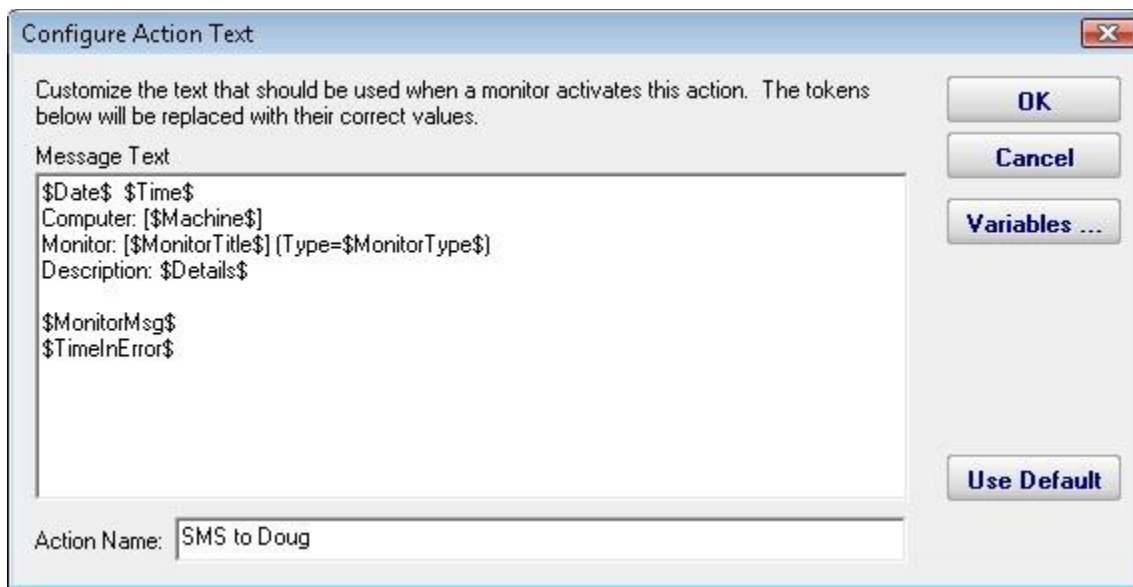 Configure Action Text
Customize the text that should be used when a monitor activates this action.  The tokens
below will be replaced with their correct values.
Message Text
$Date$  $Time$
Computer: [$Machine$]
Monitor: [$MonitorTitle$] (Type=$MonitorType$)
Description: $Details$
$MonitorMsg$
$TimeInError$
OK
Cancel
Variables ...
Use Default
Action Name: SMS to Doug